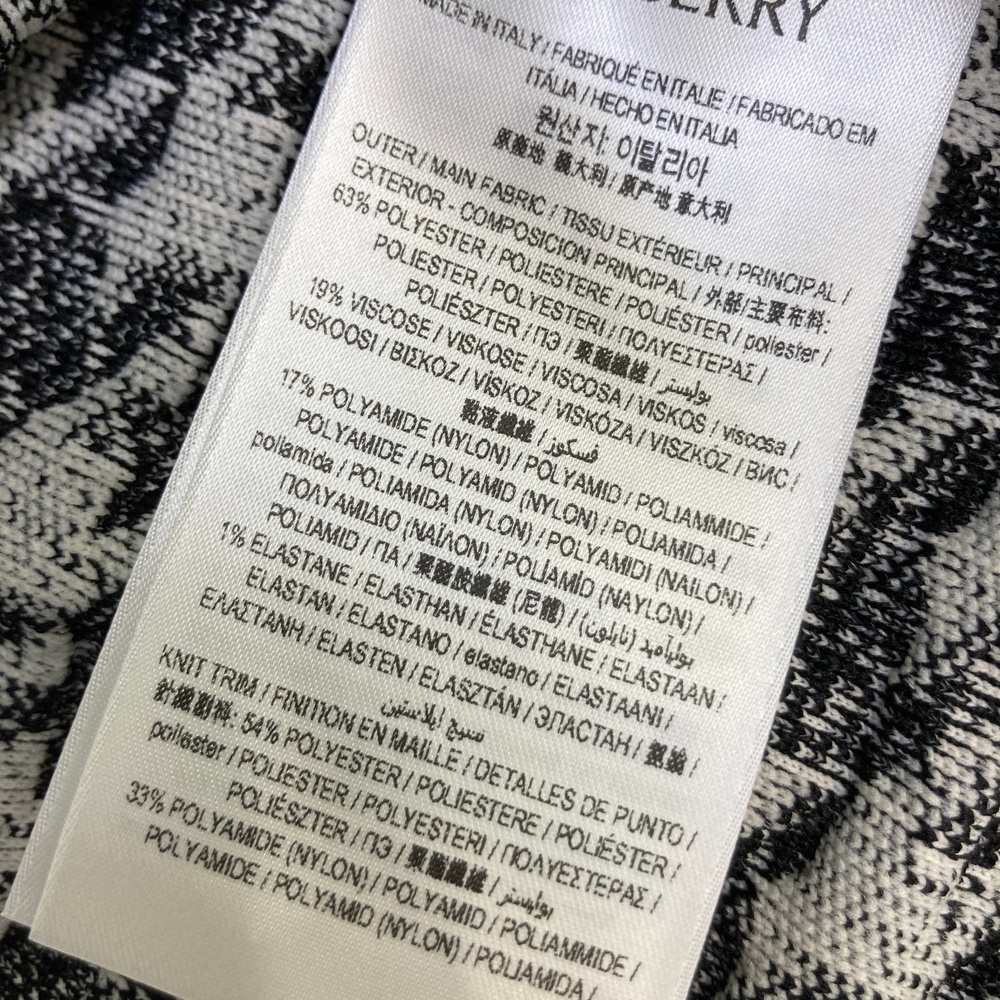 BERRY
MADE IN ITALY / FABRIQUÉ EN ITALIE / FABRICADO EM
ITÁLIA / HECHO EN ITALIA
원산지: 이탈리아
原産地 義大利 / 原产地 意大利
OUTER / MAIN FABRIC / TISSU EXTÉRIEUR / PRINCIPAL /
EXTERIOR - COMPOSICION PRINCIPAL / 外部/主要布料:
63% POLYESTER / POLIESTERE / POLIÉSTER / poliester /
POLIESTER / POLYESTERI / ΠΟΛΥΕΣΤΕΡΑΣ /
POLIÉSZTER / ПЭ / 聚酯纖維 / بوليستر
19% VISCOSE / VISKOSE / VISCOSA / VISKOS / viscosa /
VISKOOSI / ΒΙΣΚΟΖ / VISKOZ / VISKÓZA / VISZKÓZ / ВИС /
黏液纖維 / فسكوز
17% POLYAMIDE (NYLON) / POLYAMID / POLIAMMIDE /
POLYAMIDE / POLYAMID (NYLON) / POLIAMIDA /
poliamida / POLIAMIDA (NYLON) / POLYAMIDI (NAILON) /
ΠΟΛΥΑΜΙΔΙΟ (ΝΑΪΛΟΝ) / POLİAMİD (NAYLON) /
POLIAMID / ПА / 聚醯胺纖維 (尼龍) / بولياميد (نايلون)
1% ELASTANE / ELASTHAN / ÉLASTHANE / ELASTAAN /
ELASTAN / ELASTANO / elastano / ELASTAANI /
ΕΛΑΣΤΑΝΗ / ELASTEN / ELASZTÁN / ЭЛАСТАН / 氨綸 /
نسيج إيلاستين
KNIT TRIM / FINITION EN MAILLE / DETALLES DE PUNTO /
針織副料: 54% POLYESTER / POLIESTERE / POLIÉSTER /
poliester / POLIESTER / POLYESTERI / ΠΟΛΥΕΣΤΕΡΑΣ /
POLIÉSZTER / ПЭ / 聚酯纖維 / بوليستر
33% POLYAMIDE (NYLON) / POLYAMID / POLIAMMIDE /
POLYAMIDE / POLYAMID (NYLON) / POLIAMIDA /